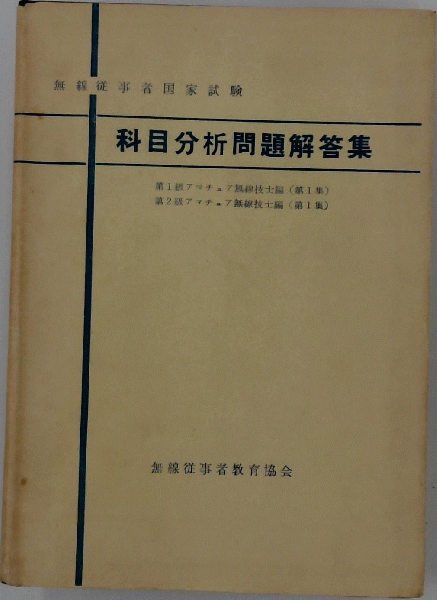 無線従事者国家試験
科目分析問題解答集
第1級アマチュア無線技士編（第1集）
第2級アマチュア無線技士編（第1集）
無線従事者教育協会